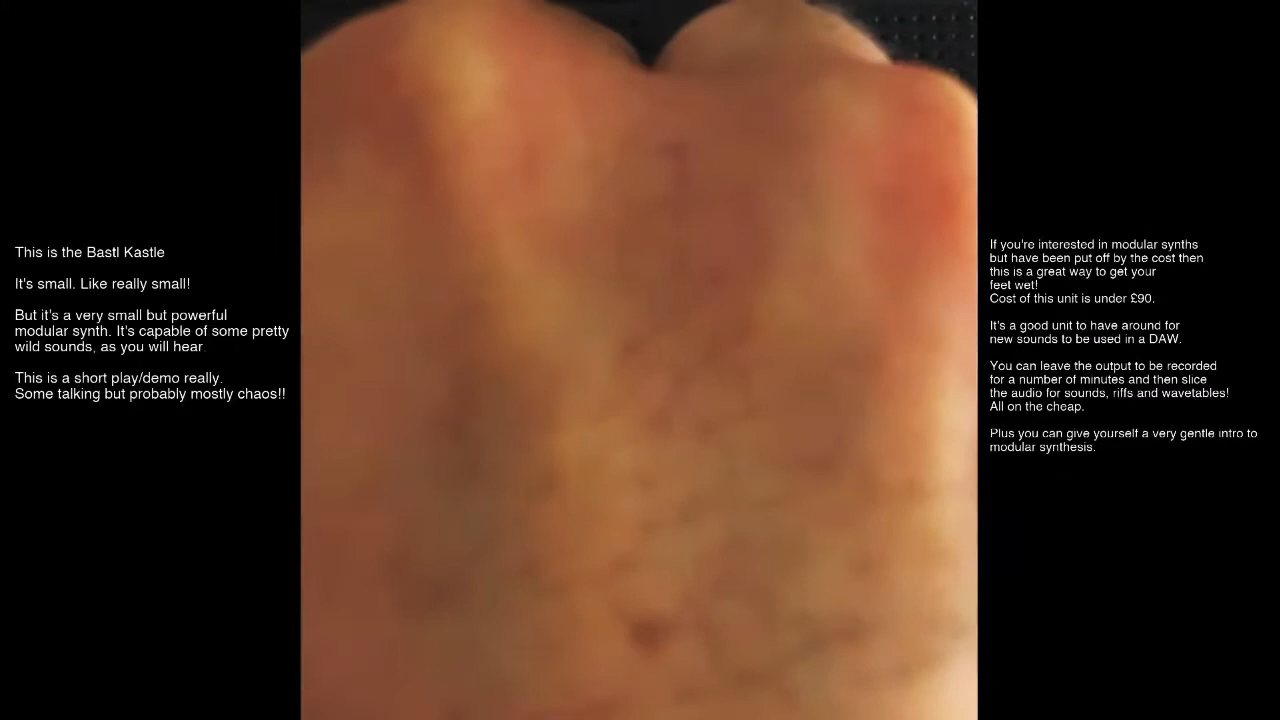 This is the Bastl Kastle
It's small. Like really small!
But it's a very small but powerful
modular synth. It's capable of some pretty
wild sounds, as you will hear.
This is a short play/demo really.
Some talking but probably mostly chaos!!
If you're interested in modular synths
but have been put off by the cost then
this is a great way to get your
feet wet!
Cost of this unit is under £90.
It's a good unit to have around for
new sounds to be used in a DAW.
You can leave the output to be recorded
for a number of minutes and then slice
the audio for sounds, riffs and wavetables!
All on the cheap.
Plus you can give yourself a very gentle intro to
modular synthesis.